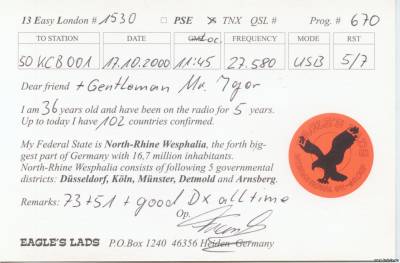 13 Easy London # 1530 PSE TNX QSL # Prog. # 670
TO STATION DATE GMT Loc. FREQUENCY MODE RST
50 KCB001 17.10.2000 11:45 27.580 USB 5/7
Dear friend + Gentleman Mr. Igor
I am 36 years old and have been on the radio for 5 years.
Up to today I have 102 countries confirmed.
My Federal State is North-Rhine Wesphalia, the forth big-
gest part of Germany with 16,7 million inhabitants.
North-Rhine Wesphalia consists of following 5 governmental
districts: Düsseldorf, Köln, Münster, Detmold and Arnsberg.
Remarks: 73+51 + good Dx all time
Op.
EAGLE'S LADS P.O.Box 1240 46356 Heiden Germany
EAGLE'S LADS